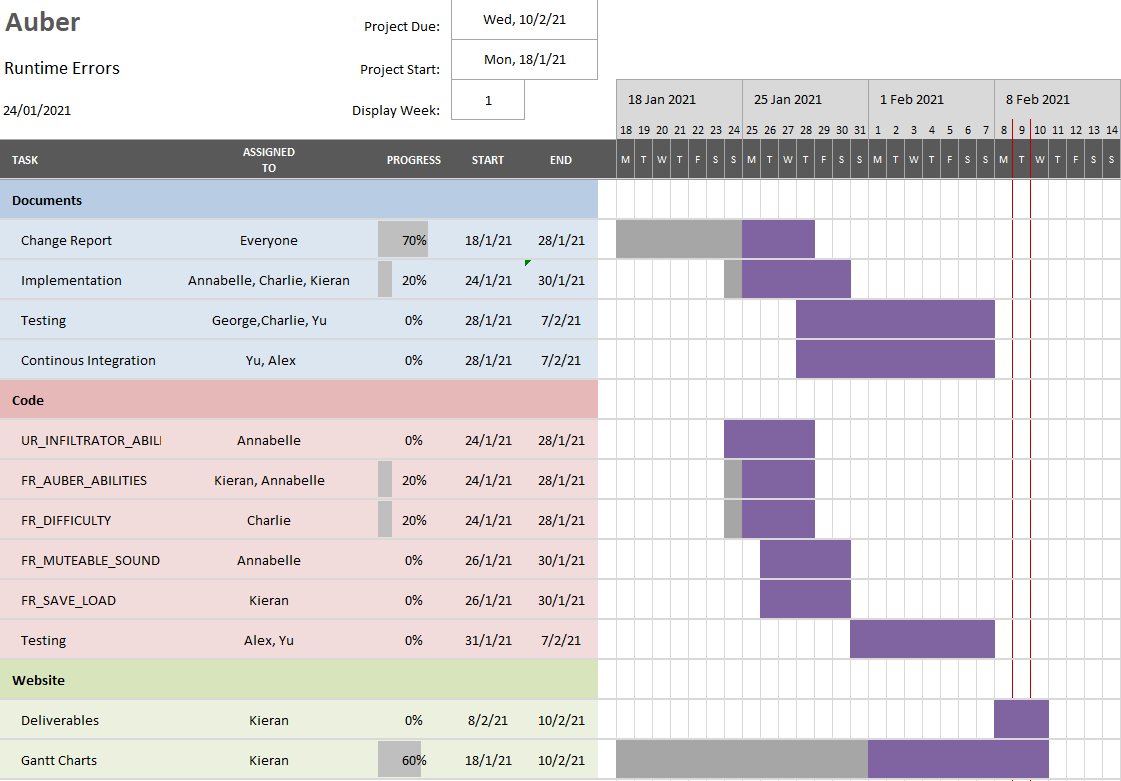 Auber
Project Due: Wed, 10/2/21
Runtime Errors
Project Start: Mon, 18/1/21
24/01/2021
Display Week: 1
18 Jan 2021 25 Jan 2021 1 Feb 2021 8 Feb 2021
18 19 20 21 22 23 24 25 26 27 28 29 30 31 1 2 3 4 5 6 7 8 9 10 11 12 13 14
TASK ASSIGNED TO PROGRESS START END M T W T F S S M T W T F S S M T W T F S S M T W T F S S
Documents
Change Report Everyone 70% 18/1/21 28/1/21
Implementation Annabelle, Charlie, Kieran 20% 24/1/21 30/1/21
Testing George,Charlie, Yu 0% 28/1/21 7/2/21
Continous Integration Yu, Alex 0% 28/1/21 7/2/21
Code
UR_INFILTRATOR_ABILI Annabelle 0% 24/1/21 28/1/21
FR_AUBER_ABILITIES Kieran, Annabelle 20% 24/1/21 28/1/21
FR_DIFFICULTY Charlie 20% 24/1/21 28/1/21
FR_MUTEABLE_SOUND Annabelle 0% 26/1/21 30/1/21
FR_SAVE_LOAD Kieran 0% 26/1/21 30/1/21
Testing Alex, Yu 0% 31/1/21 7/2/21
Website
Deliverables Kieran 0% 8/2/21 10/2/21
Gantt Charts Kieran 60% 18/1/21 10/2/21